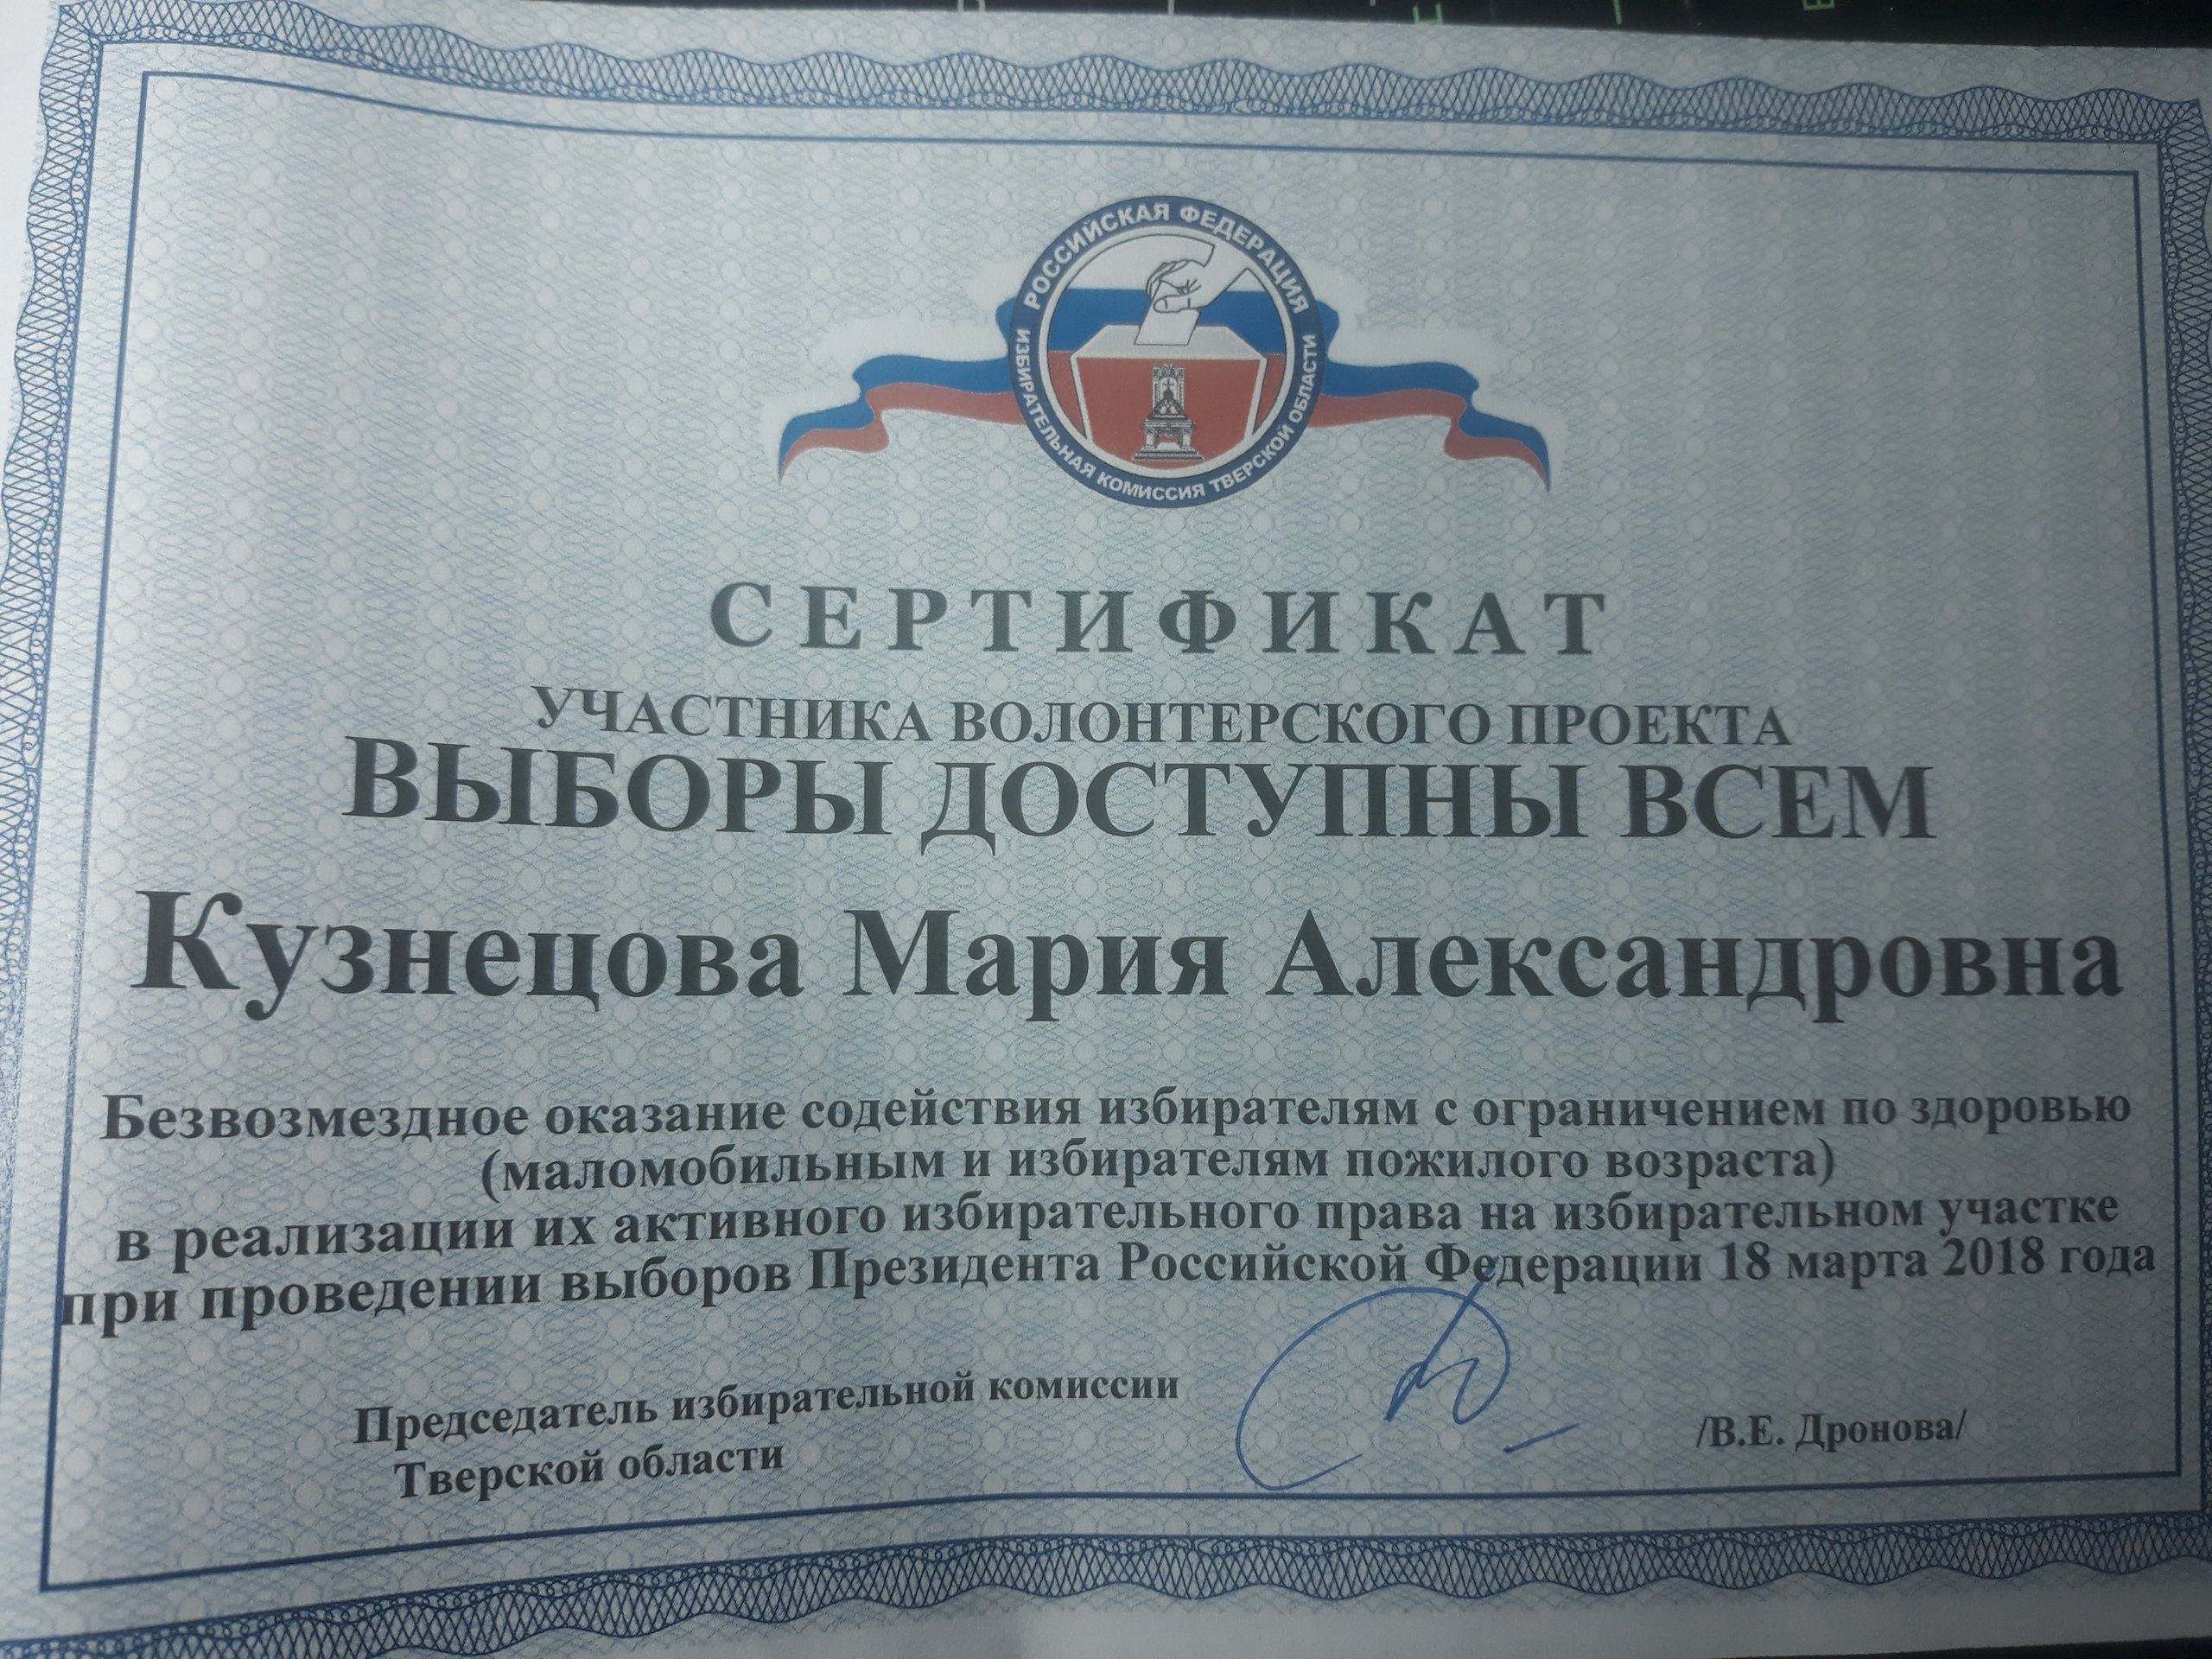 РОССИЙСКАЯ ФЕДЕРАЦИЯ
ИЗБИРАТЕЛЬНАЯ КОМИССИЯ ТВЕРСКОЙ ОБЛАСТИ
СЕРТИФИКАТ
УЧАСТНИКА ВОЛОНТЕРСКОГО ПРОЕКТА
ВЫБОРЫ ДОСТУПНЫ ВСЕМ
Кузнецова Мария Александровна
Безвозмездное оказание содействия избирателям с ограничением по здоровью
(маломобильным и избирателям пожилого возраста)
в реализации их активного избирательного права на избирательном участке
при проведении выборов Президента Российской Федерации 18 марта 2018 года
Председатель избирательной комиссии
Тверской области
/В.Е. Дронова/